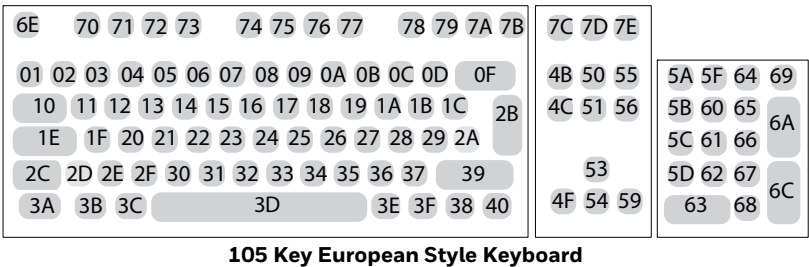 6E 70 71 72 73 74 75 76 77 78 79 7A 7B 7C 7D 7E
01 02 03 04 05 06 07 08 09 0A 0B 0C 0D 0F 4B 50 55 5A 5F 64 69
10 11 12 13 14 15 16 17 18 19 1A 1B 1C 2B 4C 51 56 5B 60 65 6A
1E 1F 20 21 22 23 24 25 26 27 28 29 2A 5C 61 66
2C 2D 2E 2F 30 31 32 33 34 35 36 37 39 53 5D 62 67 6C
3A 3B 3C 3D 3E 3F 38 40 4F 54 59 63 68
105 Key European Style Keyboard